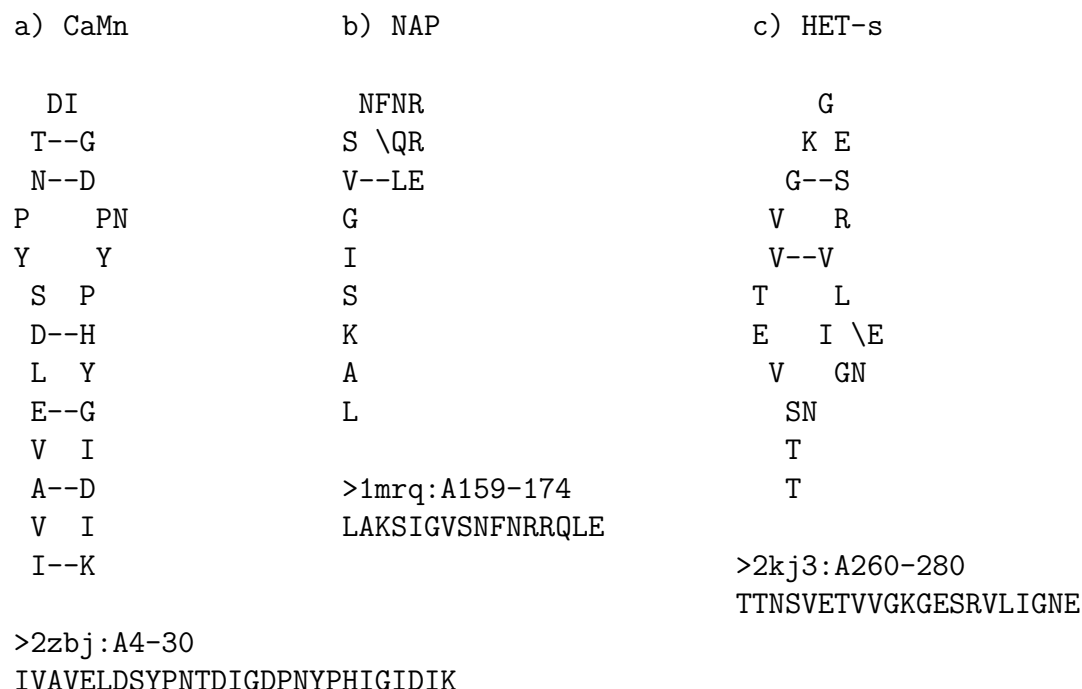 a) CaMn
DI
T--G
N--D
P PN
Y Y
S P
D--H
L Y
E--G
V I
A--D
V I
I--K
>2zbj:A4-30
IVAVELDSYPNTDIGDPNYPHIGIDIK
b) NAP
NFNR
S \QR
V--LE
G
I
S
K
A
L
>1mrq:A159-174
LAKSIGVSNFNRRQLE
c) HET-s
G
K E
G--S
V R
V--V
T L
E I \E
V GN
SN
T
T
>2kj3:A260-280
TTNSVETVVGKGESRVLIGNE